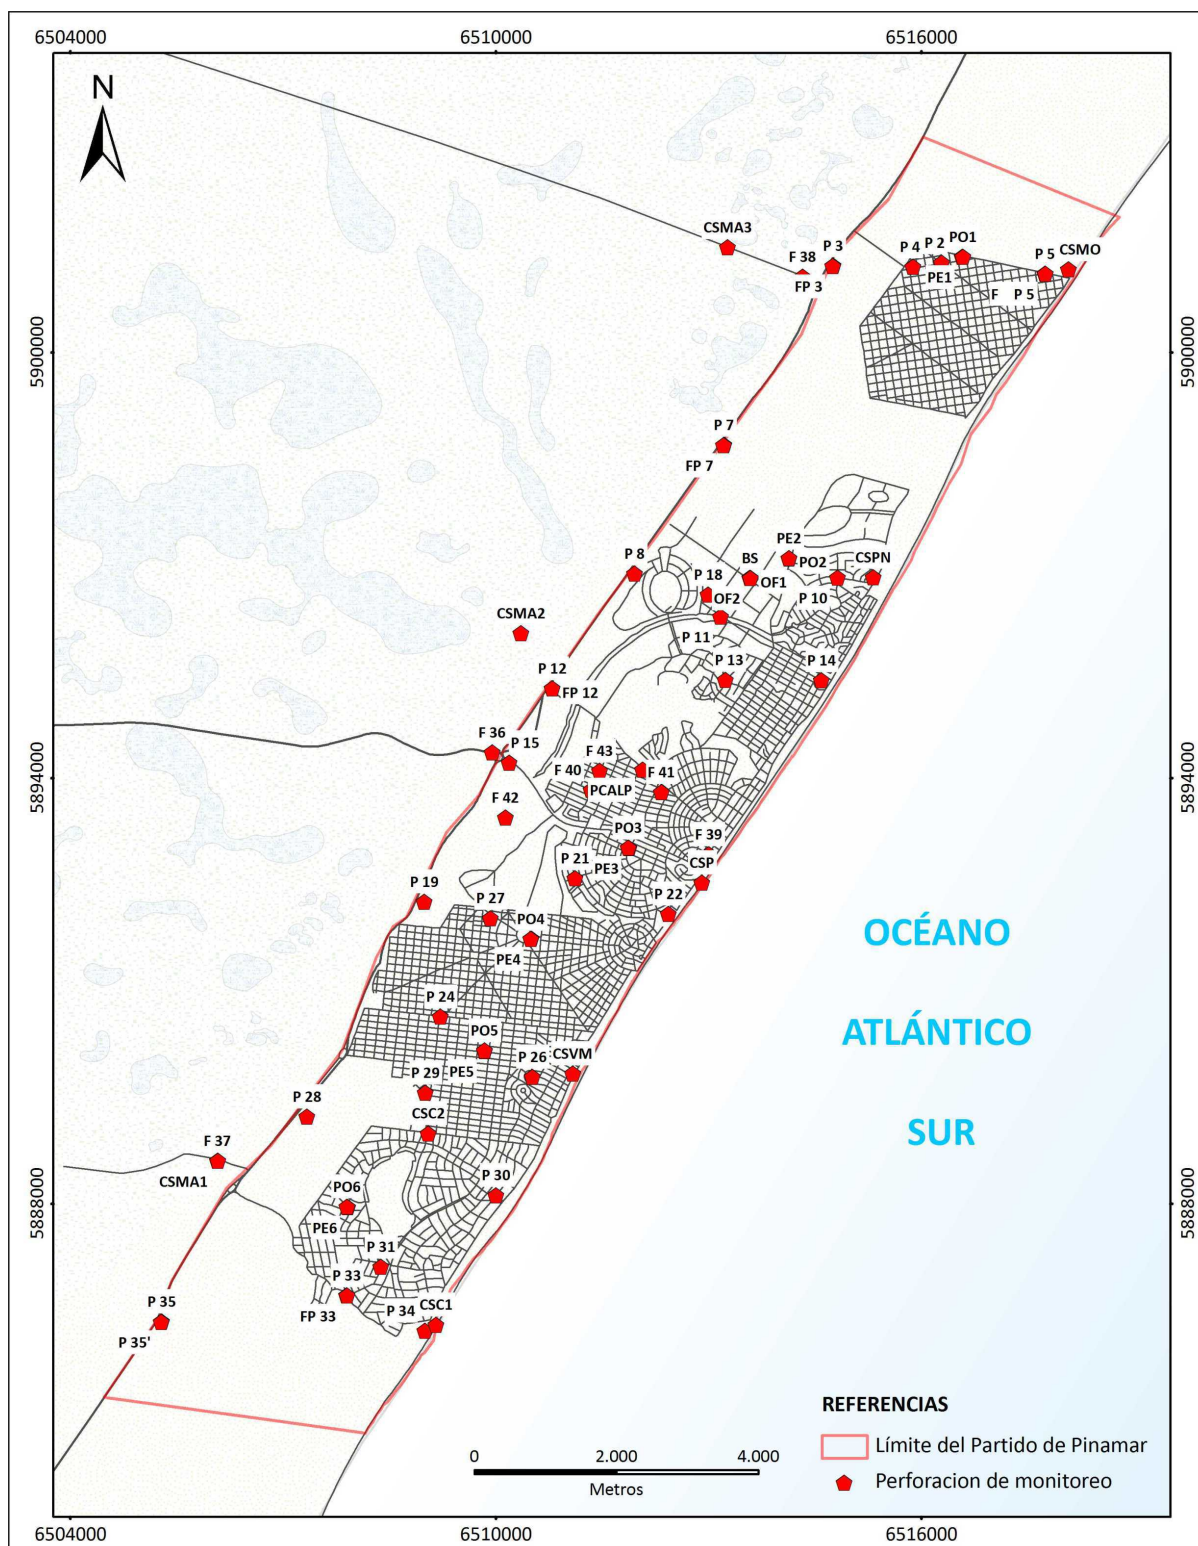 6504000
6510000
6516000
N
CSMA3
F 38
P 3
FP 3
P 4
P 2
PO1
PE1
P 5
CSMO
F
P 5
5900000
5900000
P 7
FP 7
P 8
PE2
BS
PO2
CSPN
P 18
OF1
OF2
P 10
CSMA2
P 11
P 13
P 14
P 12
FP 12
F 36
P 15
F 43
F 40
F 41
PCALP
5894000
5894000
F 42
PO3
F 39
P 21
PE3
CSP
P 19
P 27
PO4
P 22
PE4
OCÉANO
ATLÁNTICO
SUR
P 24
PO5
P 26
CSVM
P 29
PE5
P 28
CSC2
F 37
CSMA1
P 30
PO6
PE6
5888000
5888000
P 31
P 33
FP 33
P 34
CSC1
P 35
P 35'
REFERENCIAS
Límite del Partido de Pinamar
Perforacion de monitoreo
0
2.000
4.000
Metros
6504000
6510000
6516000